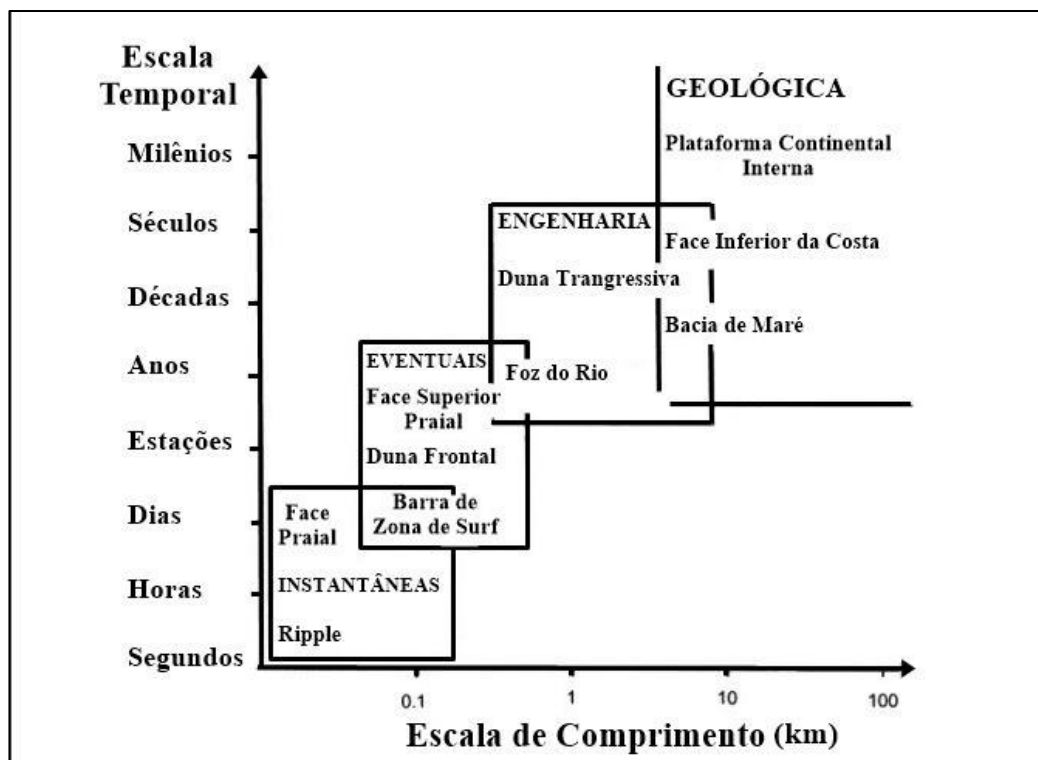 Escala
Temporal
GEOLÓGICA
Plataforma Continental
Interna
Milênios
Séculos
ENGENHARIA
Face Inferior da Costa
Duna Trangressiva
Décadas
Bacia de Maré
Anos
EVENTUAIS
Foz do Rio
Face Superior
Praial
Estações
Duna Frontal
Dias
Face
Praial
Barra de
Zona de Surf
Horas
INSTANTÂNEAS
Ripple
Segundos
0.1
1
10
100
Escala de Comprimento (km)